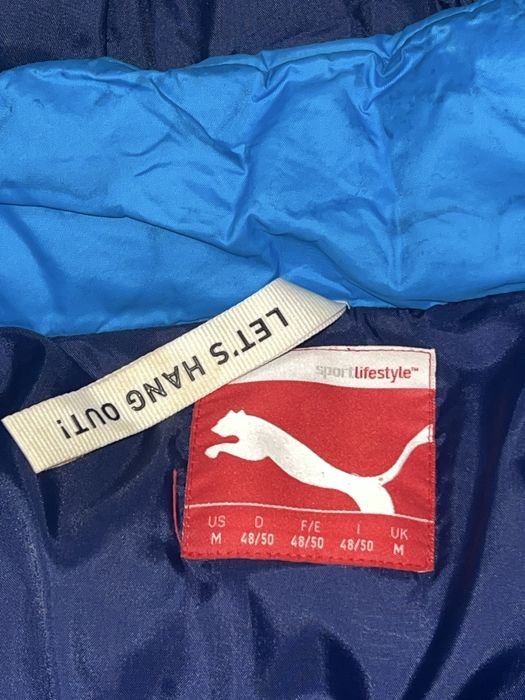 LET'S HANG OUT!
sportlifestyle™
US D F/E I UK
M 48/50 48/50 48/50 M